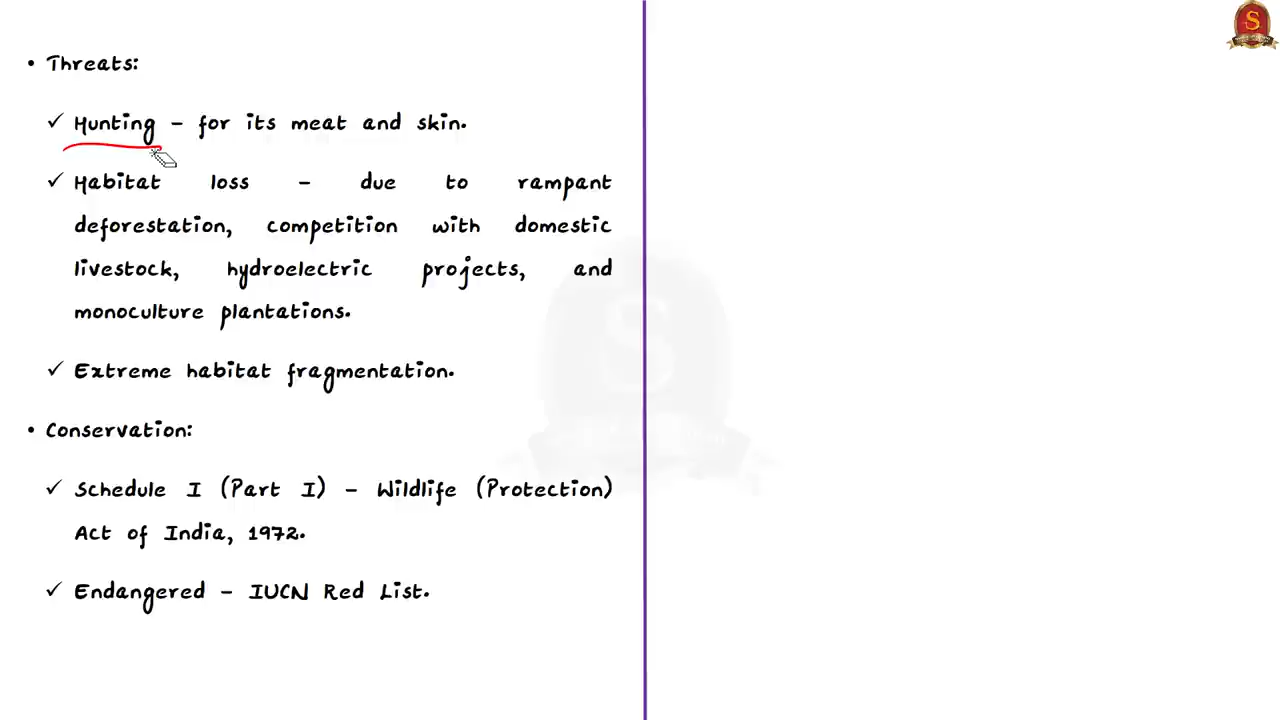 • Threats:
✓ Hunting – for its meat and skin.
✓ Habitat loss – due to rampant
deforestation, competition with domestic
livestock, hydroelectric projects, and
monoculture plantations.
✓ Extreme habitat fragmentation.
• Conservation:
✓ Schedule I (Part I) – Wildlife (Protection)
Act of India, 1972.
✓ Endangered – IUCN Red List.
S